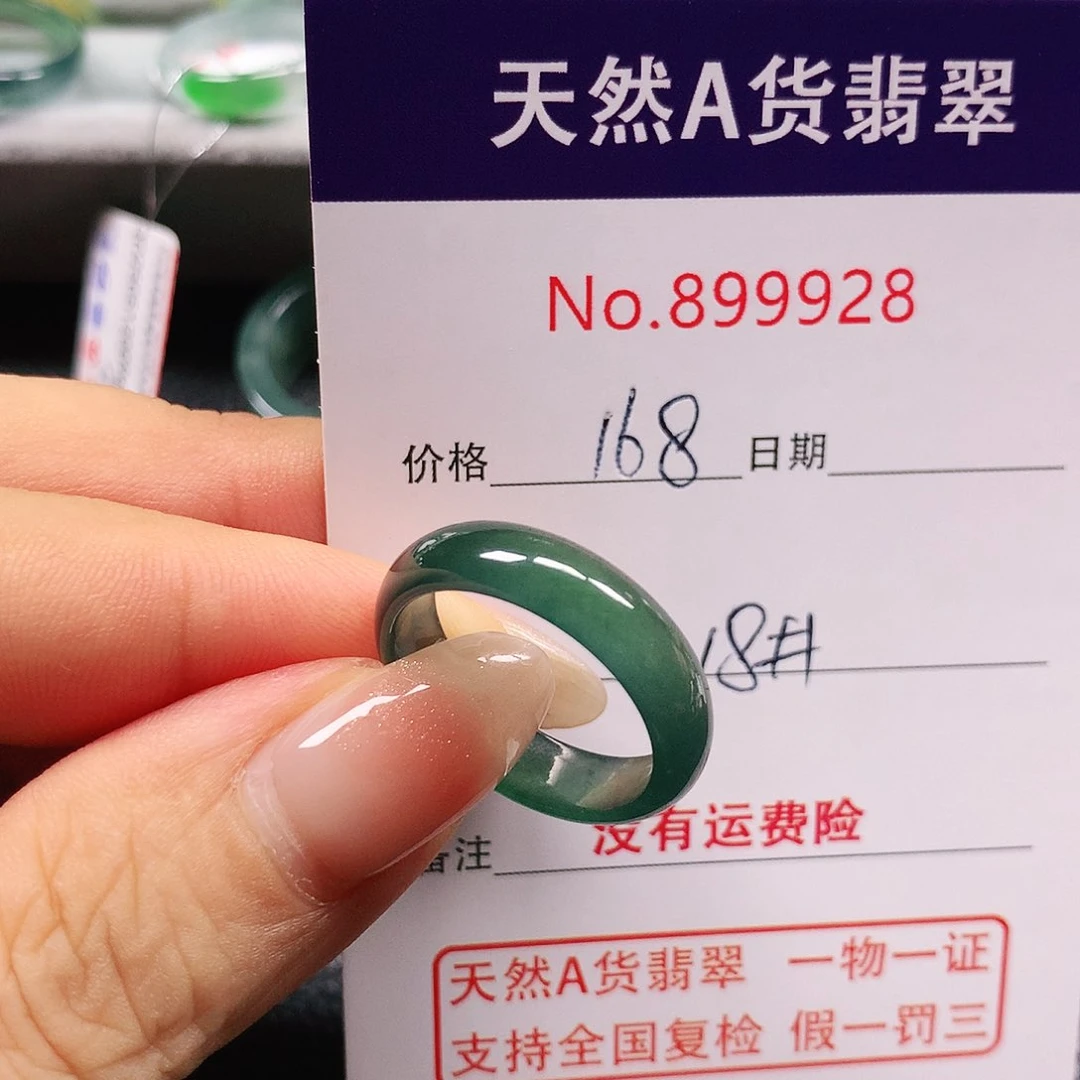 天然A货翡翠
No.899928
价格 168 日期
18#
备注 没有运费险
天然A货翡翠 一物一证
支持全国复检 假一罚三